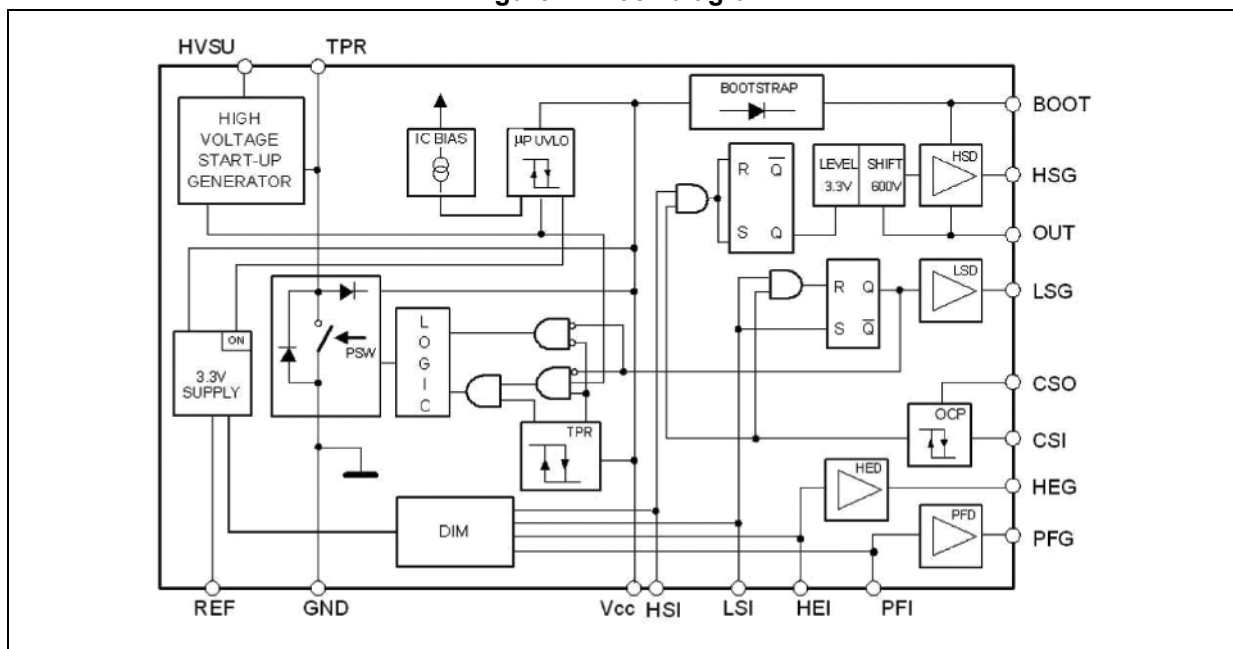 HVSU
TPR
HIGH
VOLTAGE
START-UP
GENERATOR
IC BIAS
µP UVLO
BOOTSTRAP
BOOT
R Q̅
S Q
LEVEL SHIFT
3.3V 600V
HSD
HSG
OUT
R Q
S Q̅
LSD
LSG
ON
3.3V
SUPPLY
PSW
LOGIC
TPR
CSO
OCP
CSI
HED
HEG
PFD
PFG
DIM
REF
GND
Vcc
HSI
LSI
HEI
PFI